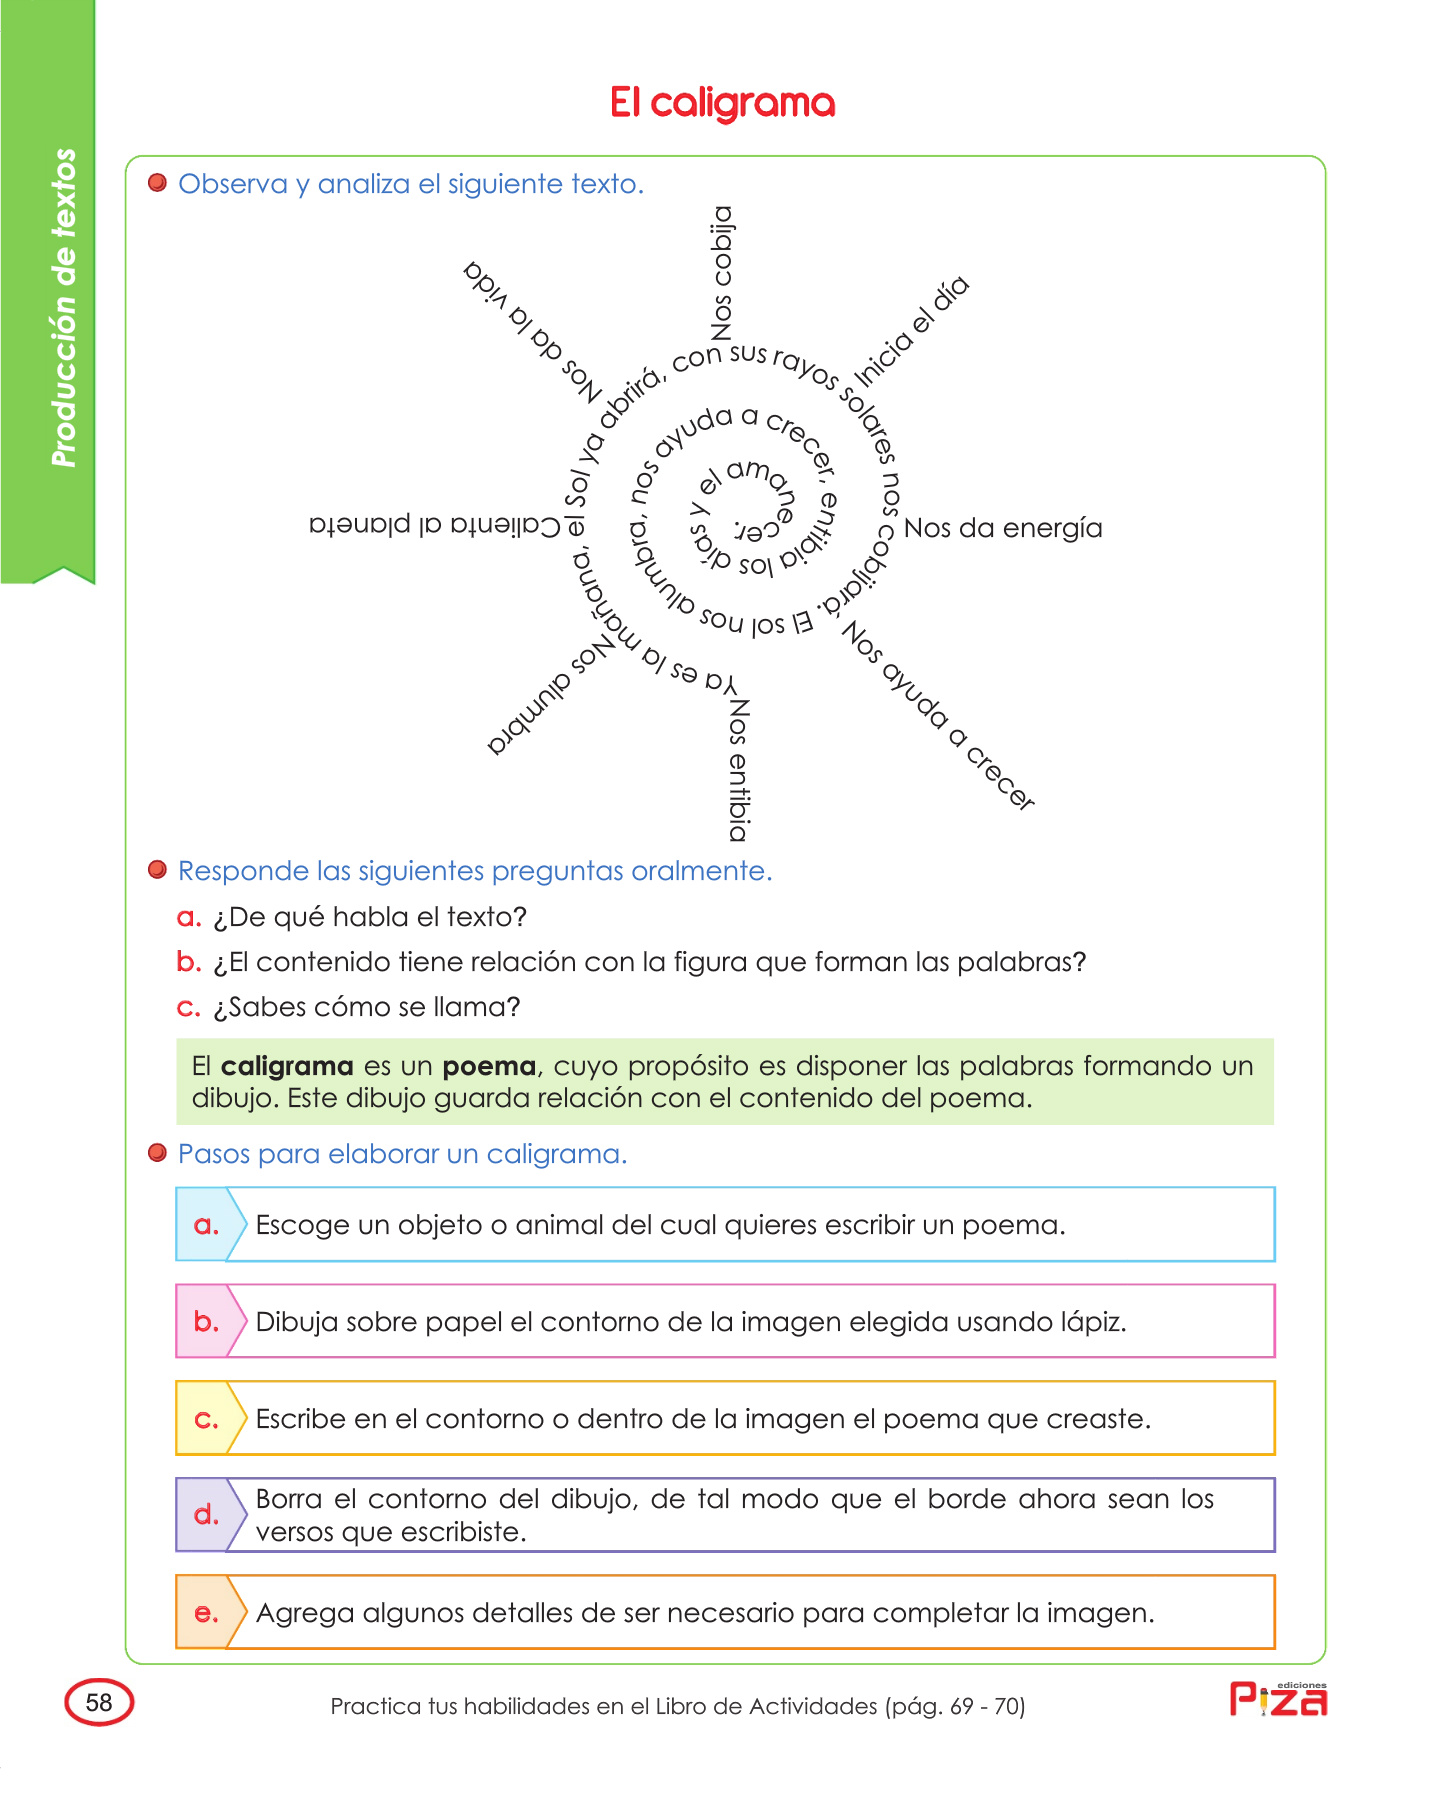 Producción de textos
El caligrama
Observa y analiza el siguiente texto.
Nos cobija
Inicia el día
Nos da energía
Nos ayuda a crecer
Nos entibia
Nos alumbra
Calienta al planeta
Nos da la vida
Ya es la mañana, el Sol ya abrirá, con sus rayos solares nos cobijará. El sol nos alumbra, nos ayuda a crecer, entibia los días y el amanecer.
Responde las siguientes preguntas oralmente.
a. ¿De qué habla el texto?
b. ¿El contenido tiene relación con la figura que forman las palabras?
c. ¿Sabes cómo se llama?
El caligrama es un poema, cuyo propósito es disponer las palabras formando un
dibujo. Este dibujo guarda relación con el contenido del poema.
Pasos para elaborar un caligrama.
a. Escoge un objeto o animal del cual quieres escribir un poema.
b. Dibuja sobre papel el contorno de la imagen elegida usando lápiz.
c. Escribe en el contorno o dentro de la imagen el poema que creaste.
d. Borra el contorno del dibujo, de tal modo que el borde ahora sean los
versos que escribiste.
e. Agrega algunos detalles de ser necesario para completar la imagen.
58
Practica tus habilidades en el Libro de Actividades (pág. 69 - 70)
ediciones
Piza